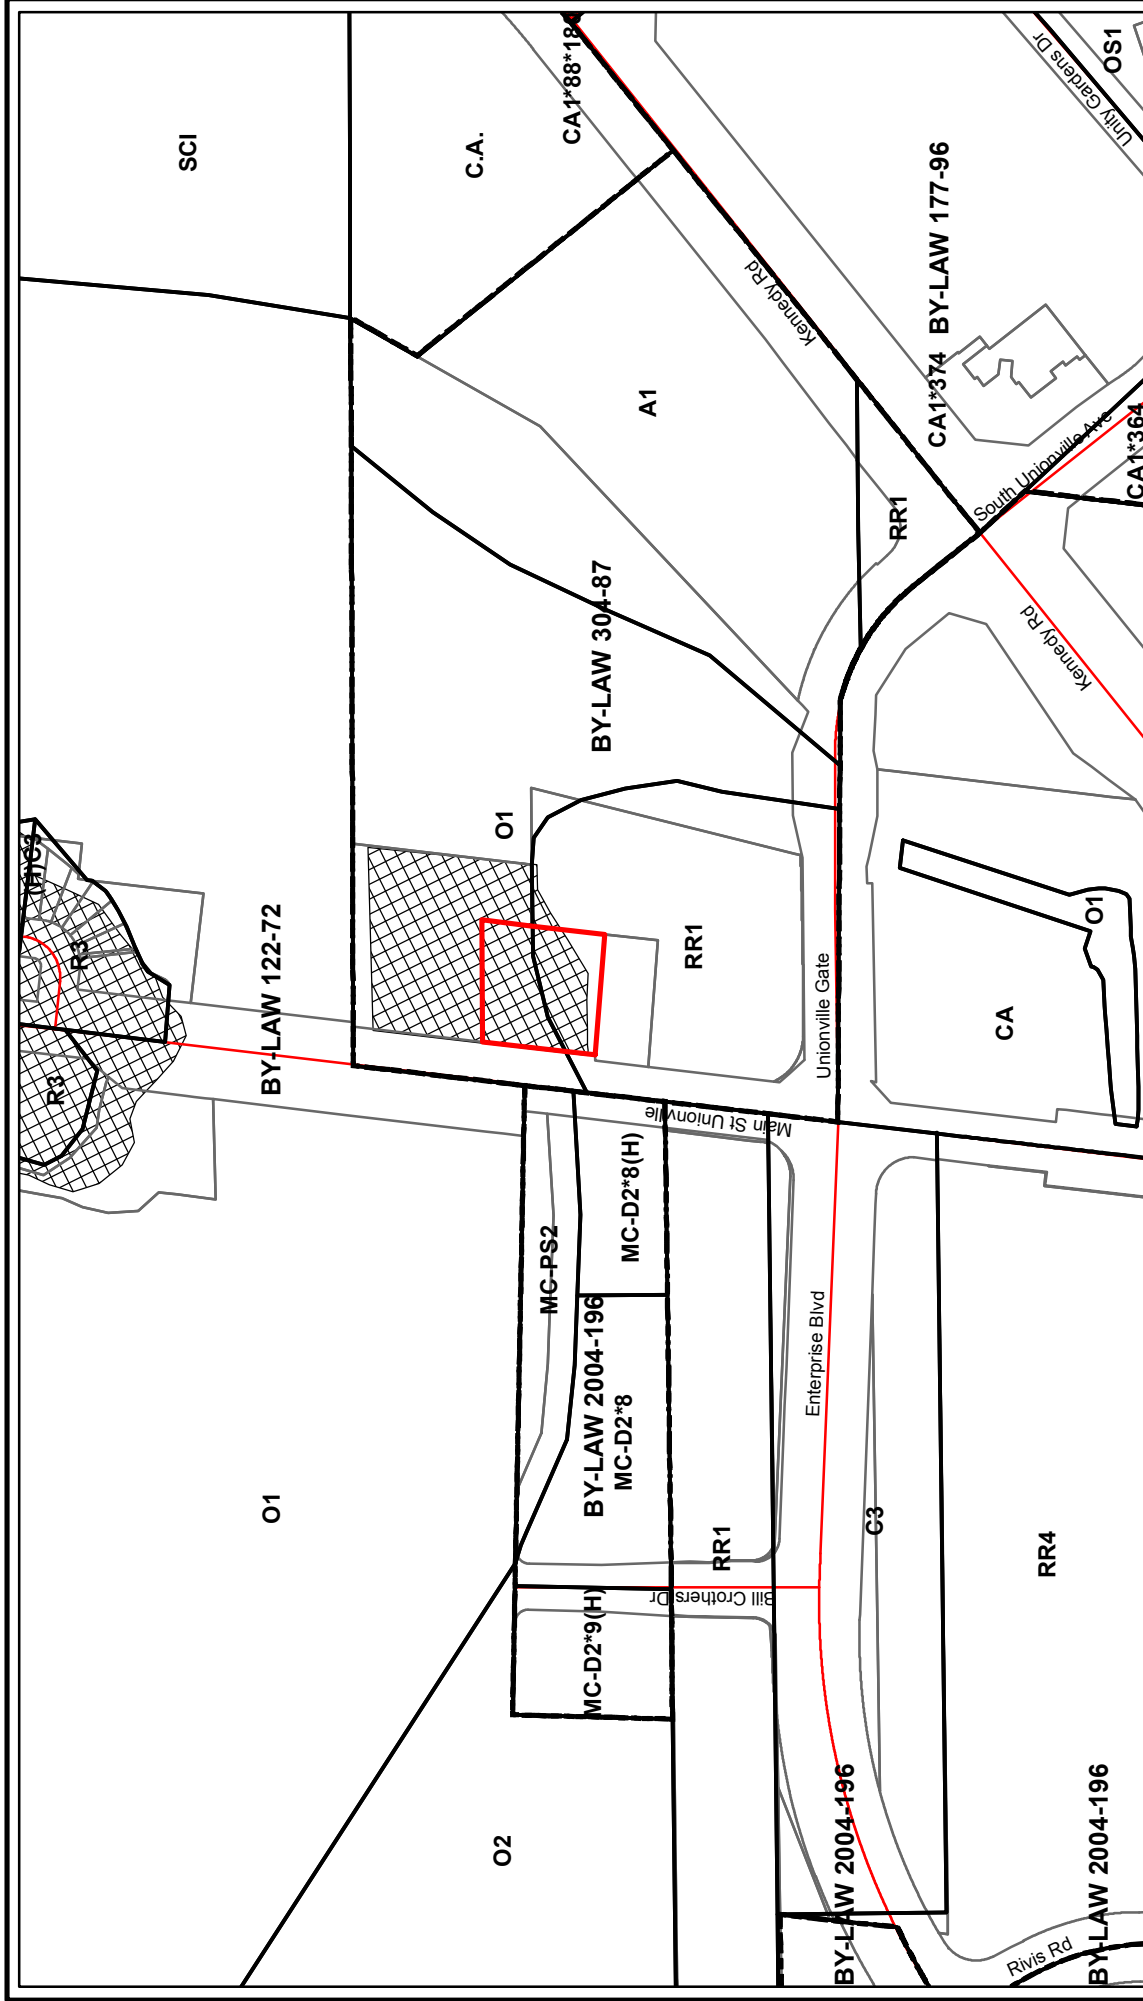 SCI
C.A.
CA1*88*18
Unity Gardens Dr
OS1
Kennedy Rd
BY-LAW 177-96
CA1*374
A1
South Unionville Ave
CA1*364
RR1
BY-LAW 304-87
Kennedy Rd
O1
(H)C3
R3
R3
BY-LAW 122-72
RR1
Unionville Gate
O1
CA
Main St Unionville
MC-D2*8(H)
MC-PS2
BY-LAW 2004-196
MC-D2*8
Enterprise Blvd
O1
C3
RR1
RR4
Bill Crothers Dr
MC-D2*9(H)
O2
BY-LAW 2004-196
BY-LAW 2004-196
Rivis Rd